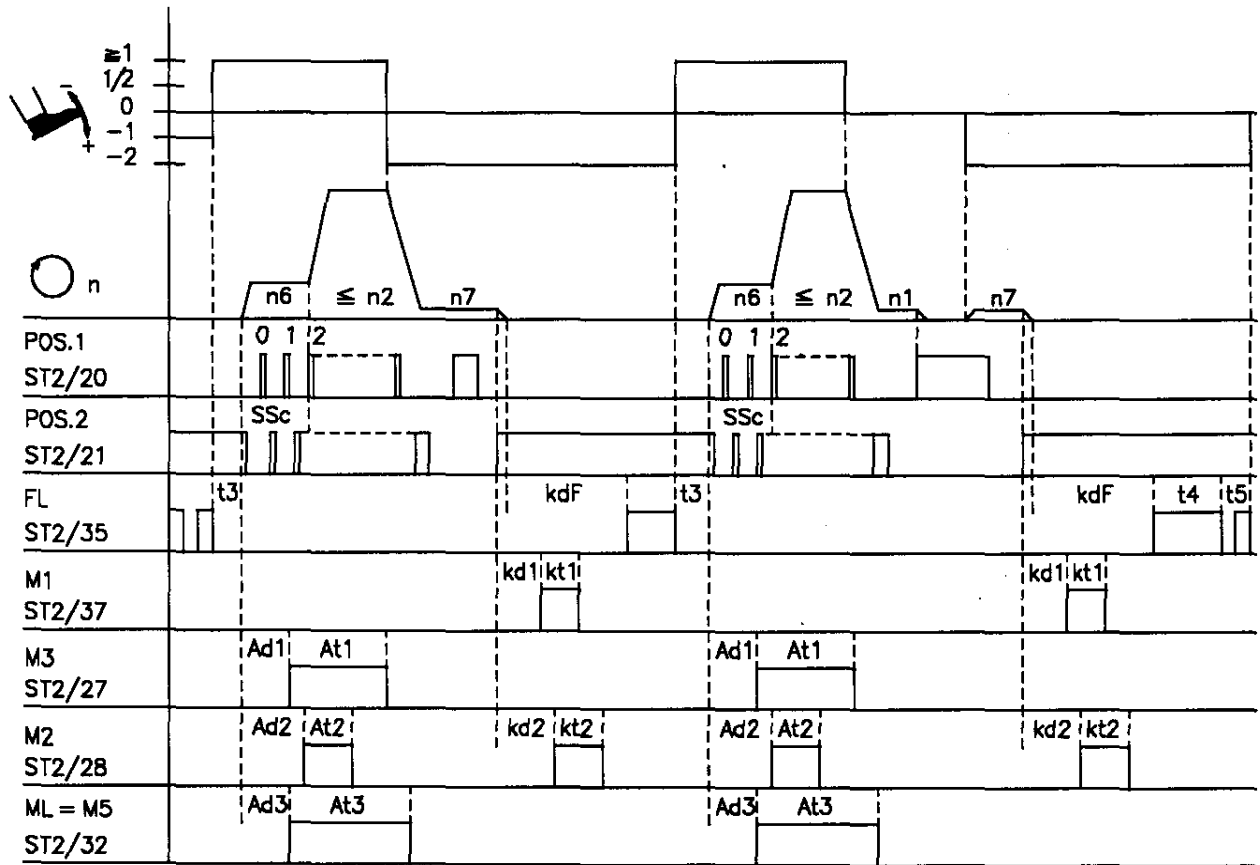 ≧1
1/2
0
-1
-2
-
+
n
n6 ≦ n2 n7 n6 ≦ n2 n1 n7
POS.1 0 1 2 0 1 2
ST2/20
POS.2 SSc SSc
ST2/21
FL t3 kdF t3 kdF t4 t5
ST2/35
M1 kd1 kt1 kd1 kt1
ST2/37
M3 Ad1 At1 Ad1 At1
ST2/27
M2 Ad2 At2 kd2 kt2 Ad2 At2 kd2 kt2
ST2/28
ML = M5 Ad3 At3 Ad3 At3
ST2/32